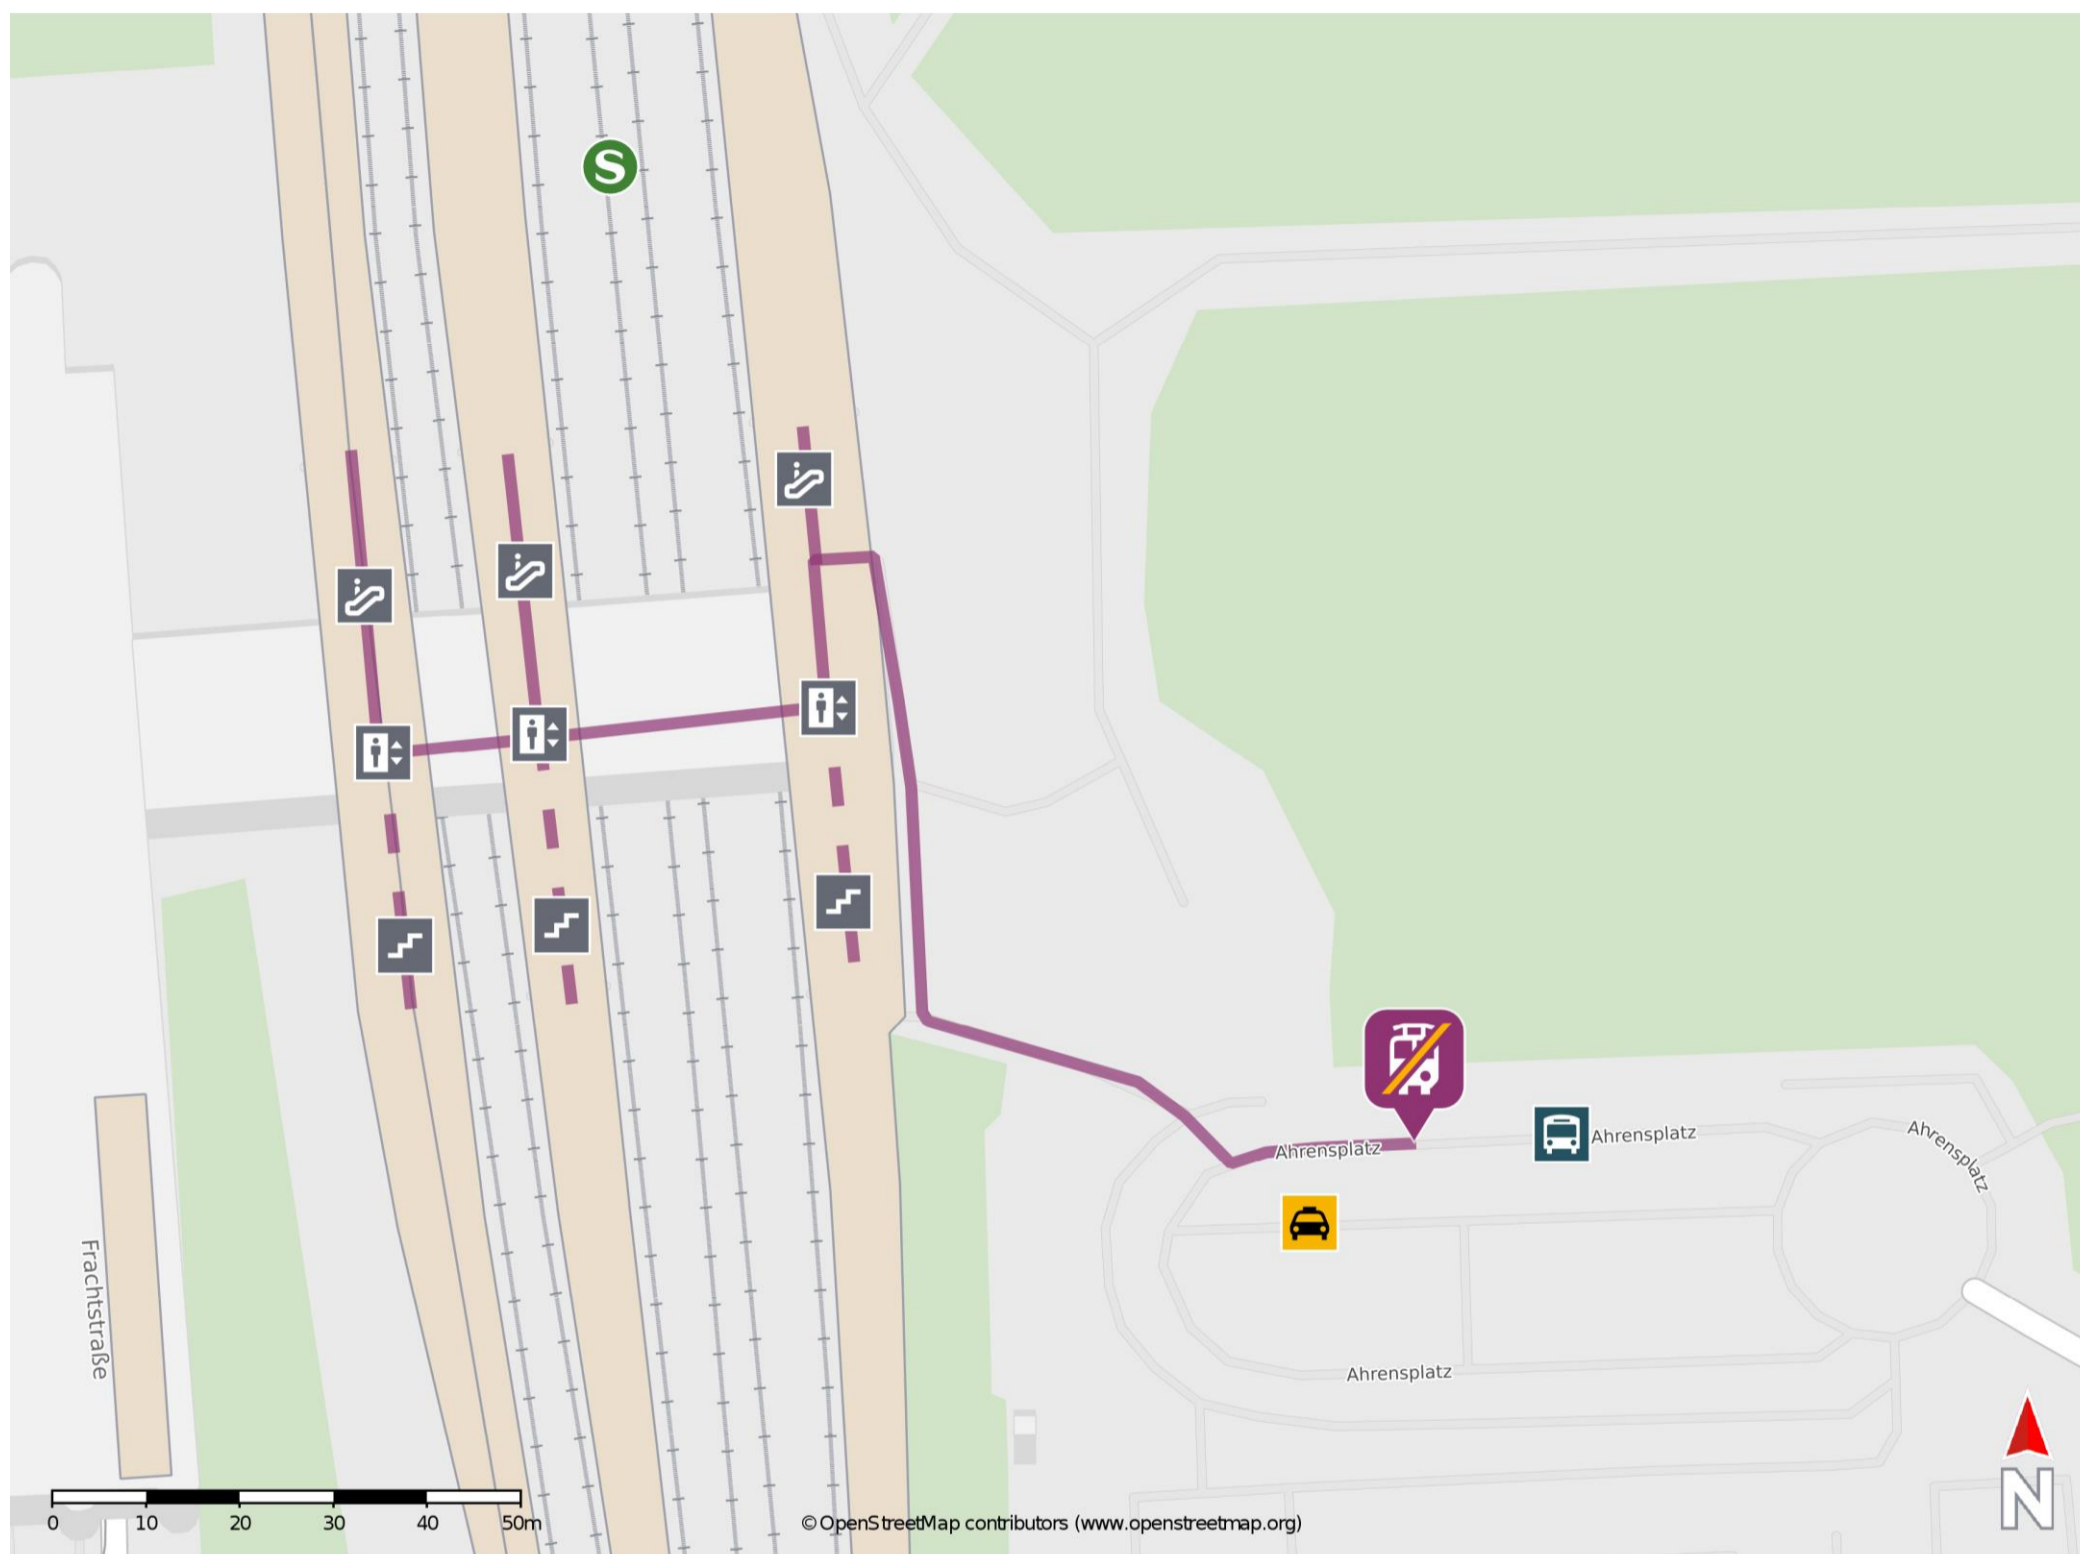 S
Ahrensplatz
Ahrensplatz
Ahrensplatz
Frachtstraße
Ahrensplatz
0 10 20 30 40 50m
© OpenStreetMap contributors (www.openstreetmap.org)
N